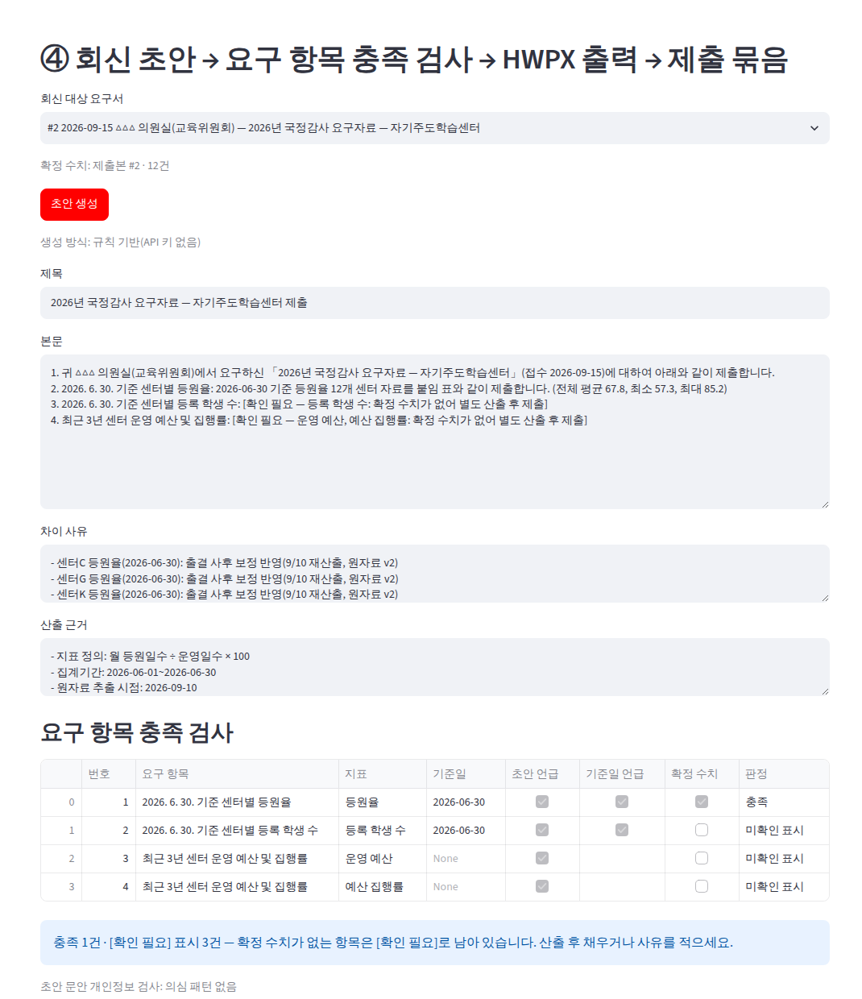 ④ 회신 초안 → 요구 항목 충족 검사 → HWPX 출력 → 제출 묶음
회신 대상 요구서
#2 2026-09-15 △△△ 의원실(교육위원회) — 2026년 국정감사 요구자료 — 자기주도학습센터
확정 수치: 제출본 #2 · 12건
초안 생성
생성 방식: 규칙 기반(API 키 없음)
제목
2026년 국정감사 요구자료 — 자기주도학습센터 제출
본문
1. 귀 △△△ 의원실(교육위원회)에서 요구하신 「2026년 국정감사 요구자료 — 자기주도학습센터」(접수 2026-09-15)에 대하여 아래와 같이 제출합니다.
2. 2026. 6. 30. 기준 센터별 등원율: 2026-06-30 기준 등원율 12개 센터 자료를 붙임 표와 같이 제출합니다. (전체 평균 67.8, 최소 57.3, 최대 85.2)
3. 2026. 6. 30. 기준 센터별 등록 학생 수: [확인 필요 — 등록 학생 수: 확정 수치가 없어 별도 산출 후 제출]
4. 최근 3년 센터 운영 예산 및 집행률: [확인 필요 — 운영 예산, 예산 집행률: 확정 수치가 없어 별도 산출 후 제출]
차이 사유
- 센터C 등원율(2026-06-30): 출결 사후 보정 반영(9/10 재산출, 원자료 v2)
- 센터G 등원율(2026-06-30): 출결 사후 보정 반영(9/10 재산출, 원자료 v2)
- 센터K 등원율(2026-06-30): 출결 사후 보정 반영(9/10 재산출, 원자료 v2)
산출 근거
- 지표 정의: 월 등원일수 ÷ 운영일수 × 100
- 집계기간: 2026-06-01~2026-06-30
- 원자료 추출 시점: 2026-09-10
요구 항목 충족 검사
번호 요구 항목 지표 기준일 초안 언급 기준일 언급 확정 수치 판정
0 1 2026. 6. 30. 기준 센터별 등원율 등원율 2026-06-30 충족
1 2 2026. 6. 30. 기준 센터별 등록 학생 수 등록 학생 수 2026-06-30 미확인 표시
2 3 최근 3년 센터 운영 예산 및 집행률 운영 예산 None 미확인 표시
3 4 최근 3년 센터 운영 예산 및 집행률 예산 집행률 None 미확인 표시
충족 1건 · [확인 필요] 표시 3건 — 확정 수치가 없는 항목은 [확인 필요]로 남아 있습니다. 산출 후 채우거나 사유를 적으세요.
초안 문안 개인정보 검사: 의심 패턴 없음